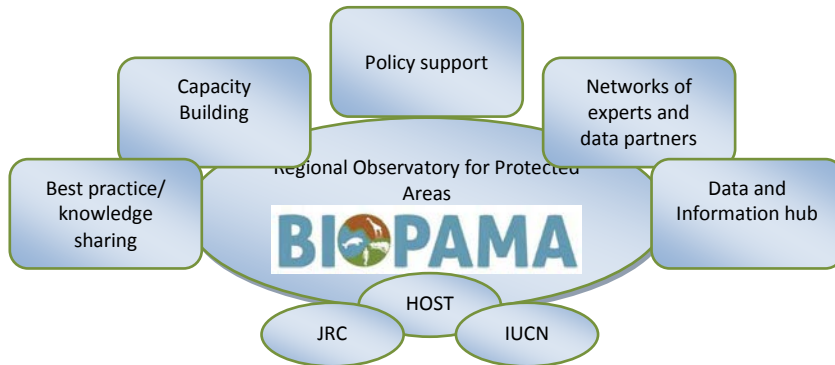 Policy support
Capacity
Building
Networks of
experts and
data partners
Best practice/
knowledge
sharing
Regional Observatory for Protected
Areas
Data and
Information hub
BIOPAMA
HOST
JRC
IUCN